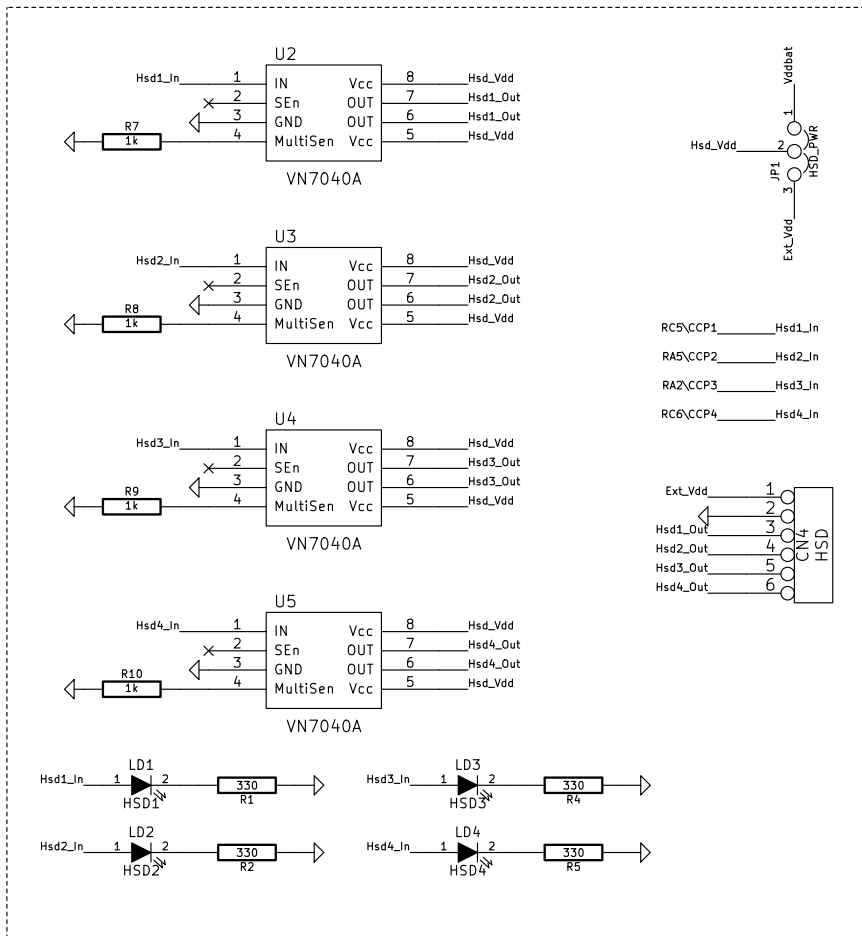 U2
Hsd1_In 1 IN Vcc 8 Hsd_Vdd
2 SEn OUT 7 Hsd1_Out
3 GND OUT 6 Hsd1_Out
R7 1k 4 MultiSen Vcc 5 Hsd_Vdd
VN7040A
U3
Hsd2_In 1 IN Vcc 8 Hsd_Vdd
2 SEn OUT 7 Hsd2_Out
3 GND OUT 6 Hsd2_Out
R8 1k 4 MultiSen Vcc 5 Hsd_Vdd
VN7040A
U4
Hsd3_In 1 IN Vcc 8 Hsd_Vdd
2 SEn OUT 7 Hsd3_Out
3 GND OUT 6 Hsd3_Out
R9 1k 4 MultiSen Vcc 5 Hsd_Vdd
VN7040A
U5
Hsd4_In 1 IN Vcc 8 Hsd_Vdd
2 SEn OUT 7 Hsd4_Out
3 GND OUT 6 Hsd4_Out
R10 1k 4 MultiSen Vcc 5 Hsd_Vdd
VN7040A
Vddbat
1
Hsd_Vdd 2
JP1 HSD_PWR
3
Ext_Vdd
RC5\CCP1 Hsd1_In
RA5\CCP2 Hsd2_In
RA2\CCP3 Hsd3_In
RC6\CCP4 Hsd4_In
Ext_Vdd 1
2
Hsd1_Out 3
Hsd2_Out 4
Hsd3_Out 5
Hsd4_Out 6
CN4
HSD
LD1
Hsd1_In 1 2 330
HSD1 R1
LD2
Hsd2_In 1 2 330
HSD2 R2
LD3
Hsd3_In 1 2 330
HSD3 R4
LD4
Hsd4_In 1 2 330
HSD4 R5